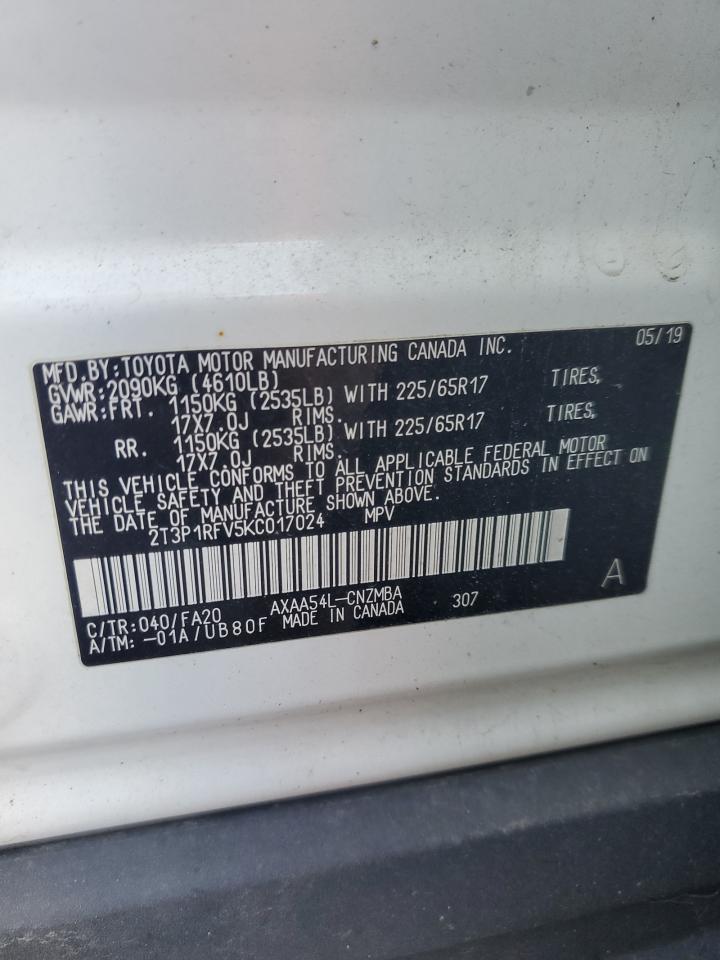 MFD.BY:TOYOTA MOTOR MANUFACTURING CANADA INC. 05/19
GVWR:2090KG (4610LB)
GAWR:FRT. 1150KG (2535LB) WITH 225/65R17 TIRES,
17X7.0J RIMS.
RR. 1150KG (2535LB) WITH 225/65R17 TIRES,
17X7.0J RIMS.
THIS VEHICLE CONFORMS TO ALL APPLICABLE FEDERAL MOTOR
VEHICLE SAFETY AND THEFT PREVENTION STANDARDS IN EFFECT ON
THE DATE OF MANUFACTURE SHOWN ABOVE.
2T3P1RFV5KC017024 MPV
A
C/TR:040/FA20 AXAA54L-CNZMBA 307
A/TM:-01A/UB80F MADE IN CANADA